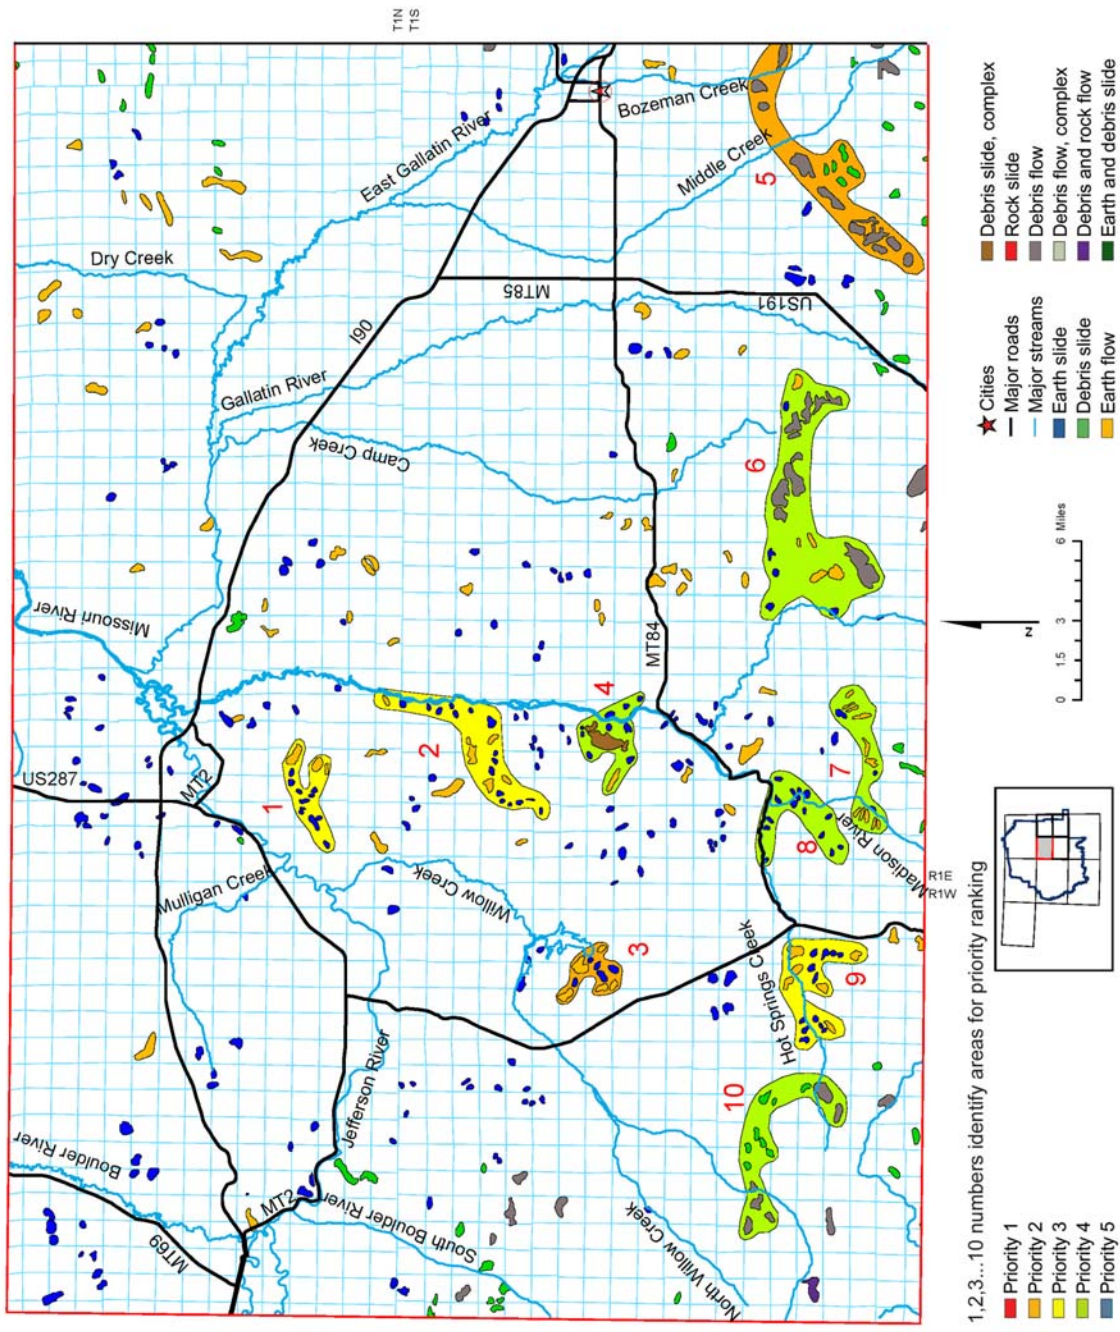 T1N
T1S
Missouri River
Dry Creek
East Gallatin River
Boulder River
US287
MT69
MT2
Mulligan Creek
I90
Gallatin River
Camp Creek
MT2
Jefferson River
South Boulder River
1
2
Willow Creek
MT85
Bozeman Creek
Middle Creek
3
4
MT84
US191
5
6
North Willow Creek
Hot Springs Creek
10
9
8
7
Madison River
R1E
R1W
1,2,3... 10 numbers identify areas for priority ranking
Priority 1
Priority 2
Priority 3
Priority 4
Priority 5
N
0 1.5 3 6 Miles
Cities
Major roads
Major streams
Earth slide
Debris slide
Earth flow
Debris slide, complex
Rock slide
Debris flow
Debris flow, complex
Debris and rock flow
Earth and debris slide